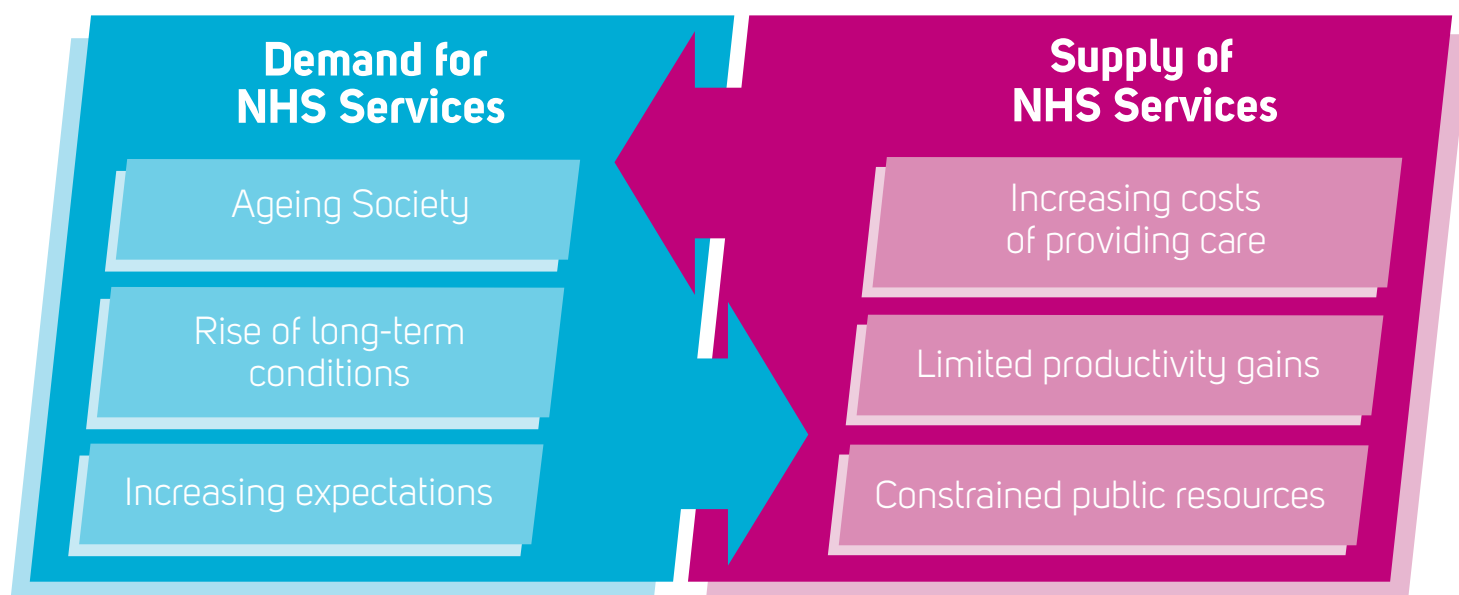 Demand for
NHS Services
Ageing Society
Rise of long-term
conditions
Increasing expectations
Supply of
NHS Services
Increasing costs
of providing care
Limited productivity gains
Constrained public resources